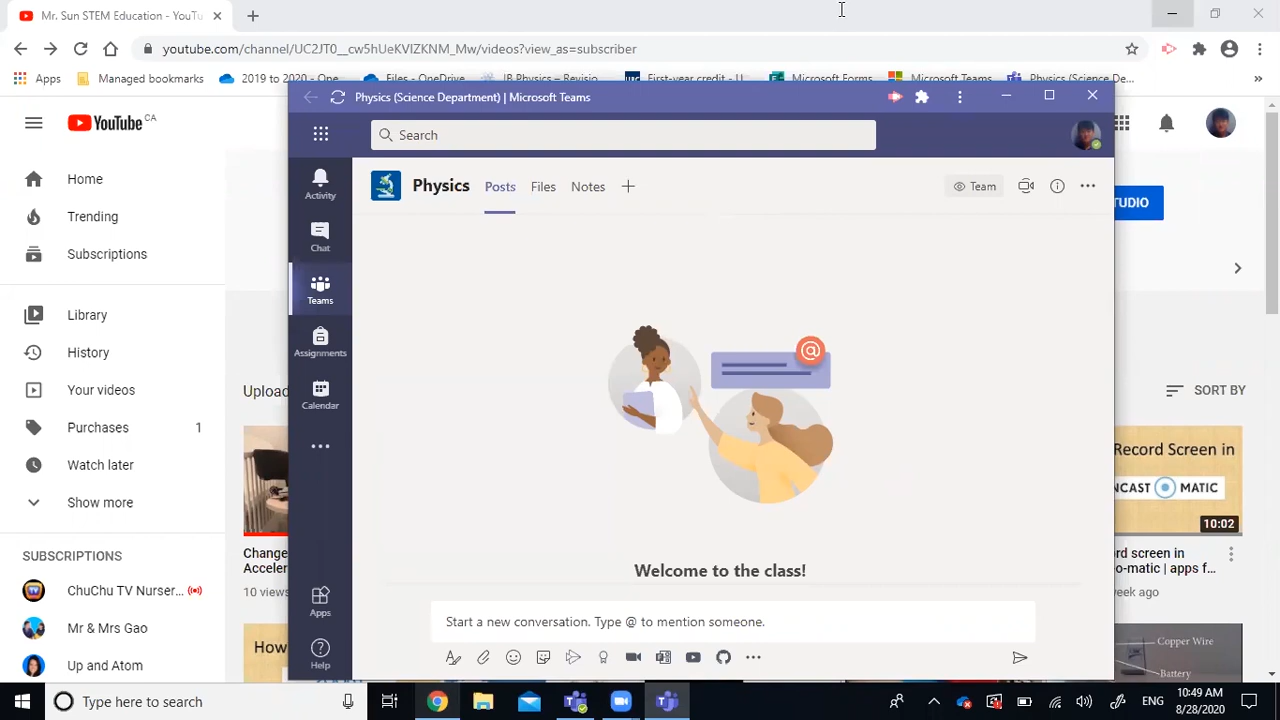 Mr. Sun STEM Education - YouTu
youtube.com/channel/UC2JT0__cw5hUeKVIZKNM_Mw/videos?view_as=subscriber
Apps
Managed bookmarks
2019 to 2020 - One...
Files - OneDrive
IB Physics – Revisio
First-year credit - U
Microsoft Forms
Microsoft Teams
Physics (Science De...
»
YouTube CA
Home
Trending
Subscriptions
Library
History
Your videos
Purchases 1
Watch later
Show more
SUBSCRIPTIONS
ChuChu TV Nurser...
Mr & Mrs Gao
Up and Atom
Physics (Science Department) | Microsoft Teams
Search
Activity
Chat
Teams
Assignments
Calendar
Apps
Help
Physics
Posts
Files
Notes
Team
@
Welcome to the class!
Start a new conversation. Type @ to mention someone.
TUDIO
Upload
SORT BY
Change
Acceler
10 views
How
Record Screen in
NCAST MATIC
10:02
rd screen in
o-matic | apps f...
week ago
Copper Wire
Battery
Type here to search
ENG
10:49 AM
8/28/2020